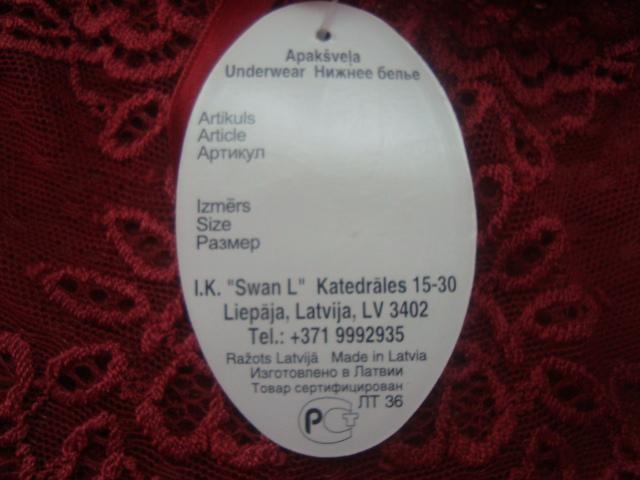 Apakšveļa
Underwear Нижнее белье
Artikuls
Article
Артикул
Izmērs
Size
Размер
I.K. "Swan L" Katedrāles 15-30
Liepāja, Latvija, LV 3402
Tel.: +371 9992935
Ražots Latvijā Made in Latvia
Изготовлено в Латвии
Товар сертифицирован
ЛТ 36
РСТ